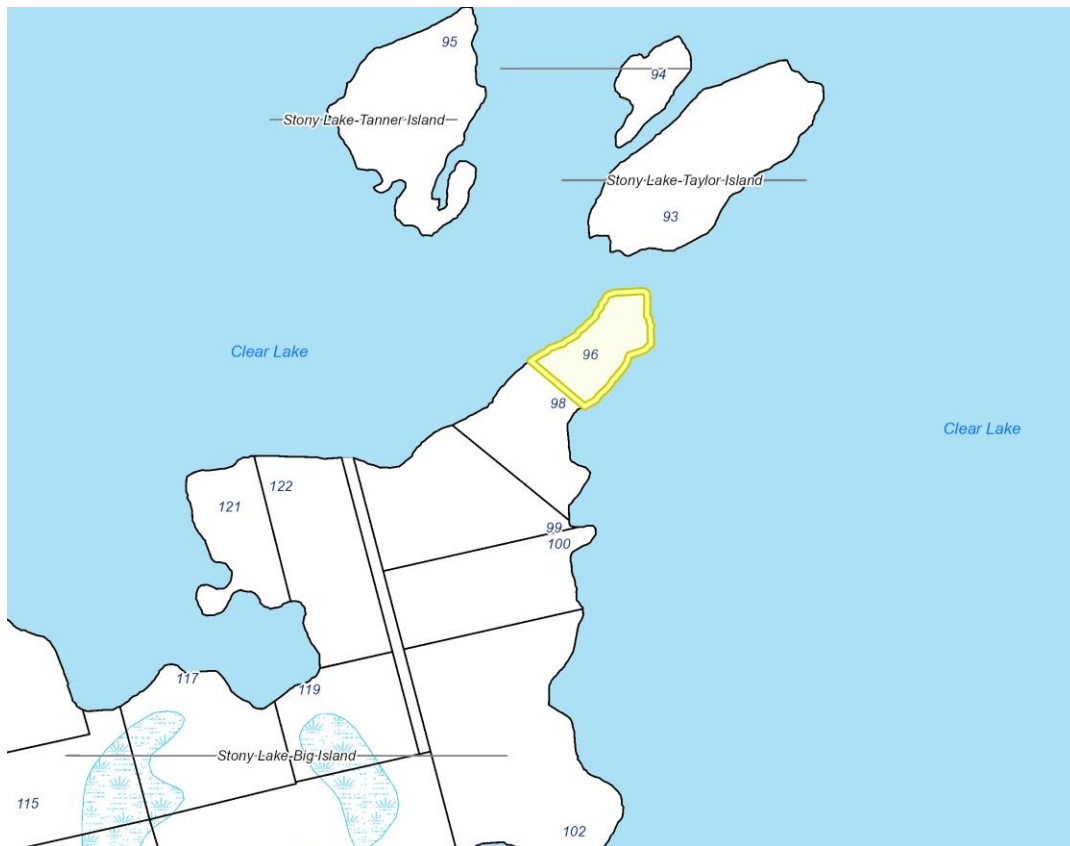 95
94
Stony Lake-Tanner Island
Stony Lake-Taylor Island
93
Clear Lake
96
98
Clear Lake
122
121
99
100
117
119
Stony Lake-Big Island
115
102